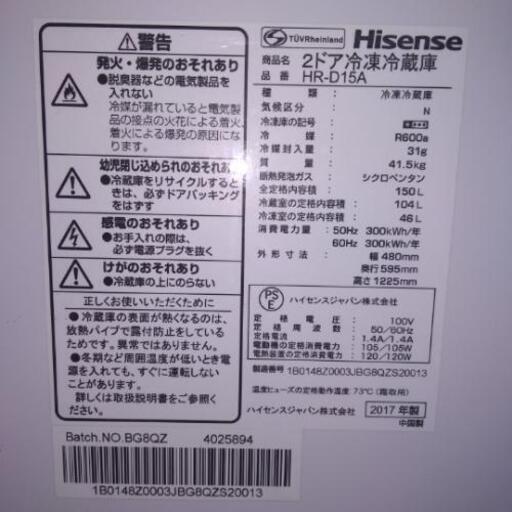 警告
発火・爆発のおそれあり
●脱臭器などの電気製品を
入れない
冷媒が漏れていると電気製
品の接点の火花による着火、
着火による爆発の原因にな
ります。
幼児閉じ込められのおそれあり
●冷蔵庫をリサイクルするとき
は、必ずドアパッキング
をはずす
感電のおそれあり
●お手入れの際は、
必ず電源プラグを抜く
けがのおそれあり
●冷蔵庫の上にのらない
正しくお使いいただくために
●冷蔵庫の表面が熱くなるのは、
放熱パイプで露付防止をしている
ためです。異常ではありません。
●冬期など周囲温度が低いとき電
源を入れても、すぐに運転しない
ことがあります。
詳しくは取扱説明書をごらんください
Batch.NO.BG8QZ 4025894
1B0148Z0003JBG8QZS20013
TÜVRheinland Hisense
商品名 2ドア冷凍冷蔵庫
品番 HR-D15A
種類 冷凍冷蔵庫
気候区分 N
冷凍庫の記号
冷媒 R600a
冷媒封入量 31g
質量 41.5kg
断熱発泡ガス シクロペンタン
全定格内容積 150L
冷蔵室の定格内容積 104L
冷凍室の定格内容積 46L
消費電力量 50Hz 300kWh/年
60Hz 300kWh/年
外形寸法 幅 480mm
奥行 595mm
高さ 1225mm
PS
E
ハイセンスジャパン株式会社
定格電圧: 100V
定格周波数: 50/60Hz
定格電流: 1.4A/1.4A
電動機の定格消費電力: 105/105W
電熱装置の定格消費電力: 120/120W
製造番号 1B0148Z0003JBG8QZS20013
温度ヒューズの定格動作温度:73℃(霜取用)
ハイセンスジャパン株式会社
2017年製
中国製